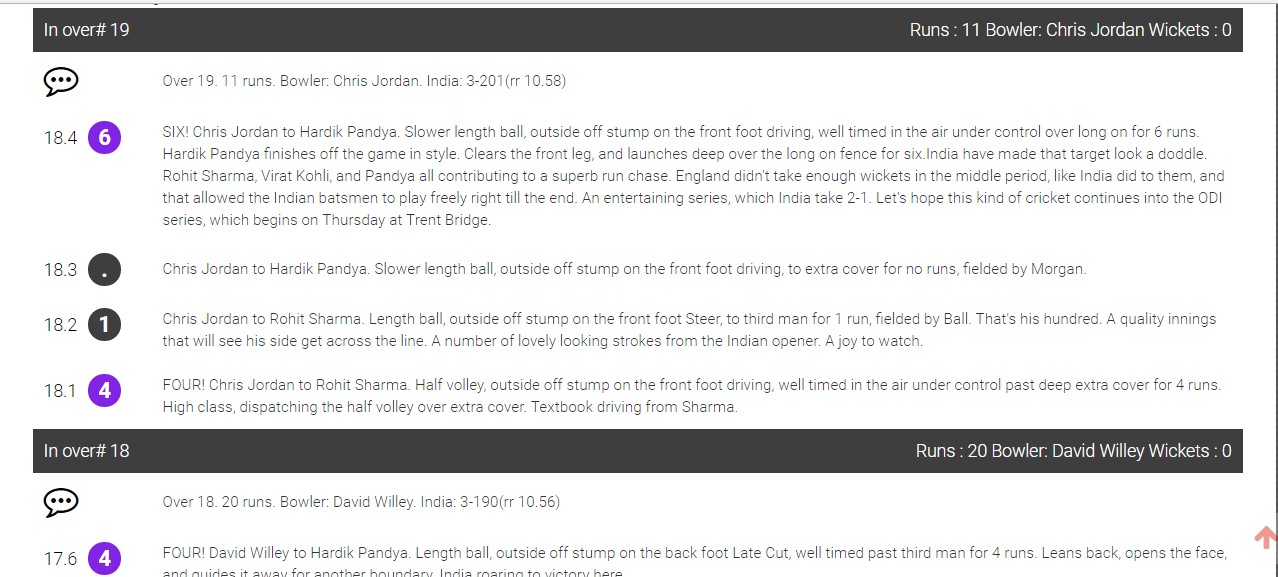 In over# 19
Runs : 11 Bowler: Chris Jordan Wickets : 0
Over 19. 11 runs. Bowler: Chris Jordan. India: 3-201(rr 10.58)
18.4
6
SIX! Chris Jordan to Hardik Pandya. Slower length ball, outside off stump on the front foot driving, well timed in the air under control over long on for 6 runs.
Hardik Pandya finishes off the game in style. Clears the front leg, and launches deep over the long on fence for six.India have made that target look a doddle.
Rohit Sharma, Virat Kohli, and Pandya all contributing to a superb run chase. England didn't take enough wickets in the middle period, like India did to them, and
that allowed the Indian batsmen to play freely right till the end. An entertaining series, which India take 2-1. Let's hope this kind of cricket continues into the ODI
series, which begins on Thursday at Trent Bridge.
18.3
.
Chris Jordan to Hardik Pandya. Slower length ball, outside off stump on the front foot driving, to extra cover for no runs, fielded by Morgan.
18.2
1
Chris Jordan to Rohit Sharma. Length ball, outside off stump on the front foot Steer, to third man for 1 run, fielded by Ball. That's his hundred. A quality innings
that will see his side get across the line. A number of lovely looking strokes from the Indian opener. A joy to watch.
18.1
4
FOUR! Chris Jordan to Rohit Sharma. Half volley, outside off stump on the front foot driving, well timed in the air under control past deep extra cover for 4 runs.
High class, dispatching the half volley over extra cover. Textbook driving from Sharma.
In over# 18
Runs : 20 Bowler: David Willey Wickets : 0
Over 18. 20 runs. Bowler: David Willey. India: 3-190(rr 10.56)
17.6
4
FOUR! David Willey to Hardik Pandya. Length ball, outside off stump on the back foot Late Cut, well timed past third man for 4 runs. Leans back, opens the face,
and guides it away for another boundary. India roaring to victory here.